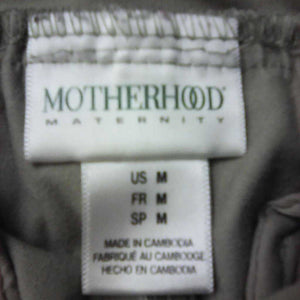 MOTHERHOOD®
MATERNITY
US M
FR M
SP M
MADE IN CAMBODIA
FABRIQUÉ AU CAMBODGE
HECHO EN CAMBODIA